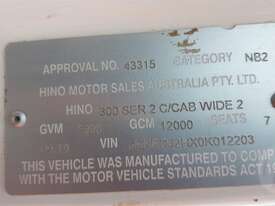 APPROVAL NO. 43315 CATEGORY NB2
HINO MOTOR SALES AUSTRALIA PTY. LTD.
HINO 300 SER 2 C/CAB WIDE 2
GVM GCM 12000 SEATS 7
VIN
THIS VEHICLE WAS MANUFACTURED TO COMP
WITH THE MOTOR VEHICLE STANDARDS ACT 19